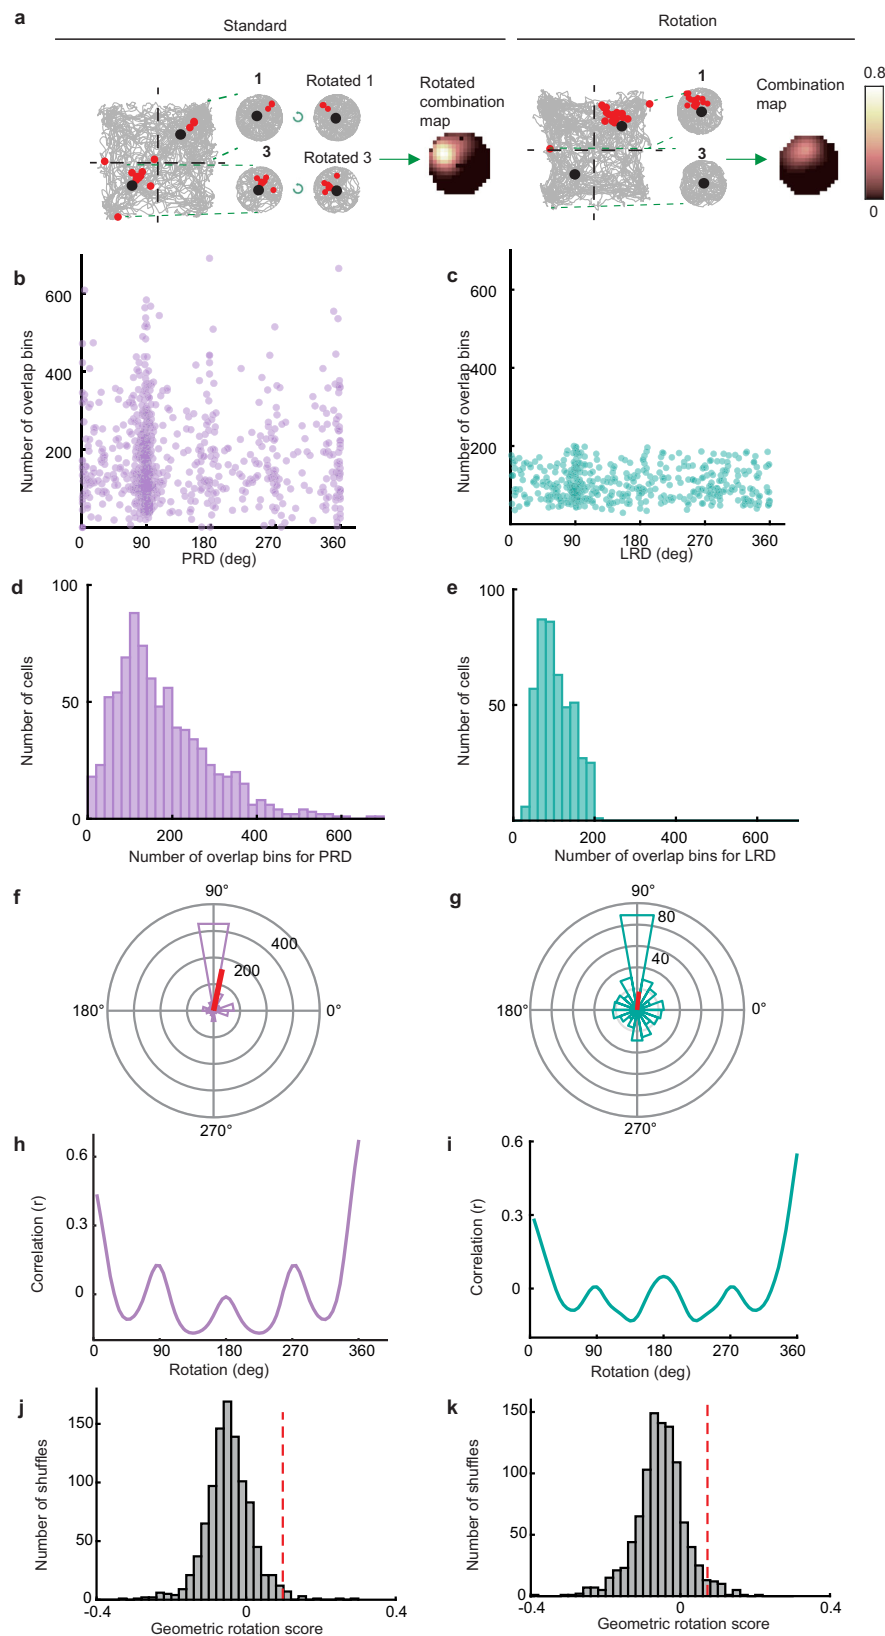 a
Standard
Rotation
1
Rotated 1
3
Rotated 3
Rotated
combination
map
1
3
Combination
map
0.8
0
b
Number of overlap bins
600
400
200
0
90
180
270
360
PRD (deg)
c
Number of overlap bins
600
400
200
0
90
180
270
360
LRD (deg)
d
Number of cells
100
50
0
0
200
400
600
Number of overlap bins for PRD
e
Number of cells
100
50
0
200
400
600
Number of overlap bins for LRD
f
90°
400
200
180°
0°
270°
g
90°
80
40
180°
0°
270°
h
Correlation (r)
0.6
0.3
0
0
90
180
270
360
Rotation (deg)
i
Correlation (r)
0.6
0.3
0
0
90
180
270
360
Rotation (deg)
j
Number of shuffles
150
100
50
0
-0.4
0
0.4
Geometric rotation score
k
Number of shuffles
150
100
50
0
-0.4
0
0.4
Geometric rotation score